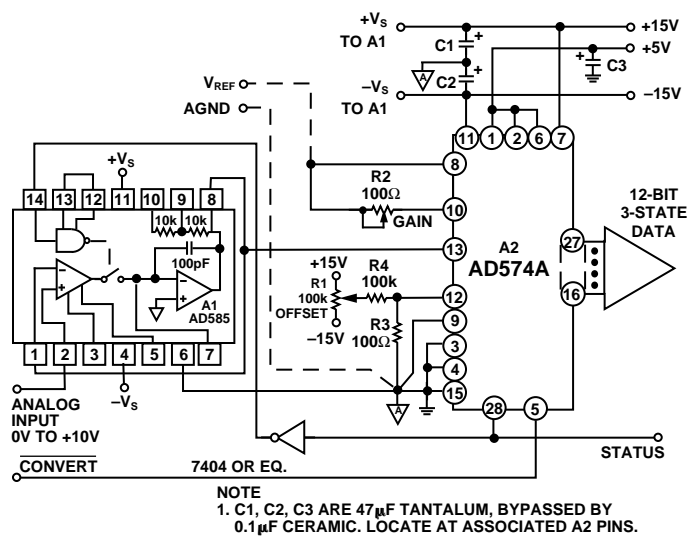 +VS
TO A1
+15V
C1 +
+5V
A
C2 +
+ C3
VREF
–VS
TO A1
–15V
AGND
11 1 2 6 7
+VS
8
14 13 12 11 10 9 8
R2
100Ω
GAIN
10
12-BIT
3-STATE
DATA
10k 10k
100pF
13
A2
AD574A
27
+15V
R1
100k
OFFSET
–15V
R4
100k
12
16
–
+
–
+
A1
AD585
R3
100Ω
9
3
4
15
1 2 3 4 5 6 7
–VS
A
28 5
ANALOG
INPUT
0V TO +10V
STATUS
CONVERT
7404 OR EQ.
NOTE
1. C1, C2, C3 ARE 47µF TANTALUM, BYPASSED BY
0.1µF CERAMIC. LOCATE AT ASSOCIATED A2 PINS.